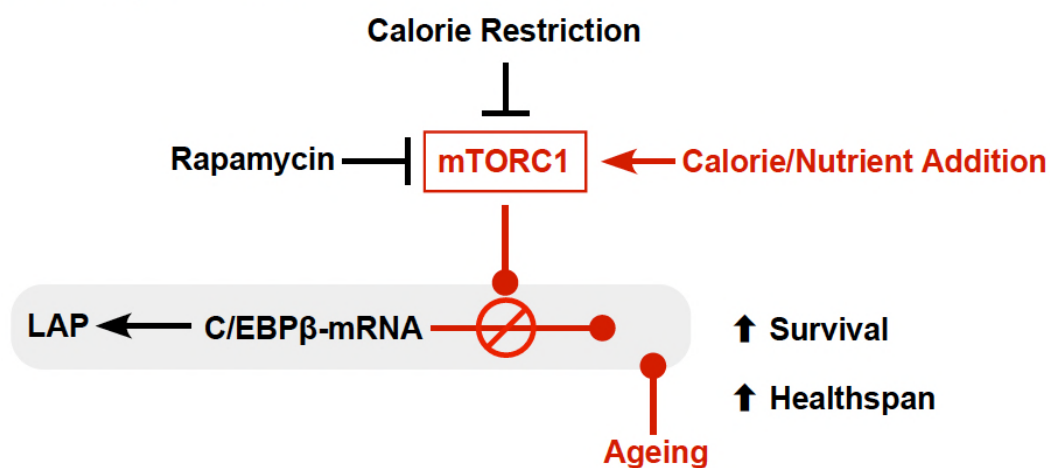 Calorie Restriction
Rapamycin
mTORC1
Calorie/Nutrient Addition
LAP
C/EBPβ-mRNA
Survival
Healthspan
Ageing